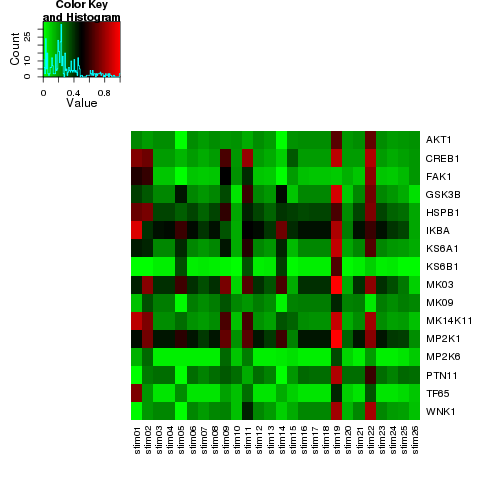 Color Key
and Histogram
Count
0 10 25
0 0.4 0.8
Value
AKT1
CREB1
FAK1
GSK3B
HSPB1
IKBA
KS6A1
KS6B1
MK03
MK09
MK14K11
MP2K1
MP2K6
PTN11
TF65
WNK1
stim01 stim02 stim03 stim04 stim05 stim06 stim07 stim08 stim09 stim10 stim11 stim12 stim13 stim14 stim15 stim16 stim17 stim18 stim19 stim20 stim21 stim22 stim23 stim24 stim25 stim26